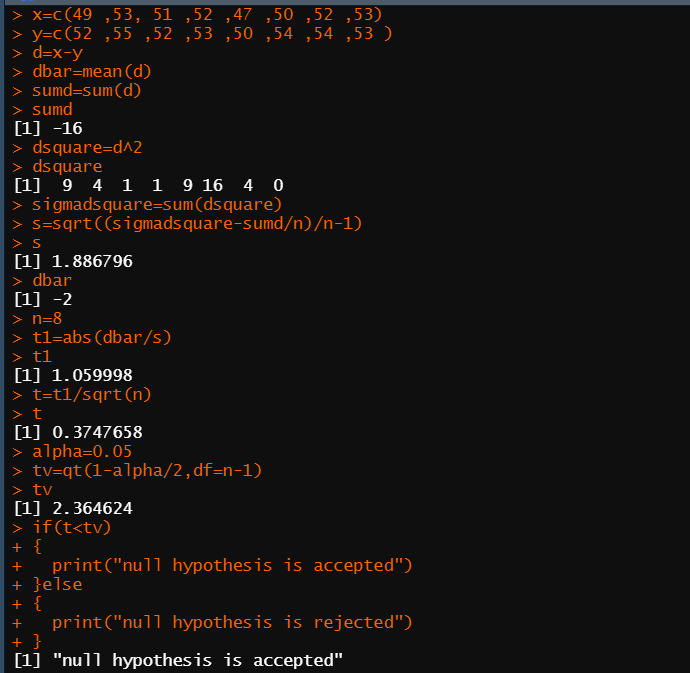 > x=c(49 ,53, 51 ,52 ,47 ,50 ,52 ,53)
> y=c(52 ,55 ,52 ,53 ,50 ,54 ,54 ,53 )
> d=x-y
> dbar=mean(d)
> sumd=sum(d)
> sumd
[1] -16
> dsquare=d^2
> dsquare
[1]  9  4  1  1  9 16  4  0
> sigmadsquare=sum(dsquare)
> s=sqrt((sigmadsquare-sumd/n)/n-1)
> s
[1] 1.886796
> dbar
[1] -2
> n=8
> t1=abs(dbar/s)
> t1
[1] 1.059998
> t=t1/sqrt(n)
> t
[1] 0.3747658
> alpha=0.05
> tv=qt(1-alpha/2,df=n-1)
> tv
[1] 2.364624
> if(t<tv)
+ {
+   print("null hypothesis is accepted")
+ }else
+ {
+   print("null hypothesis is rejected")
+ }
[1] "null hypothesis is accepted"